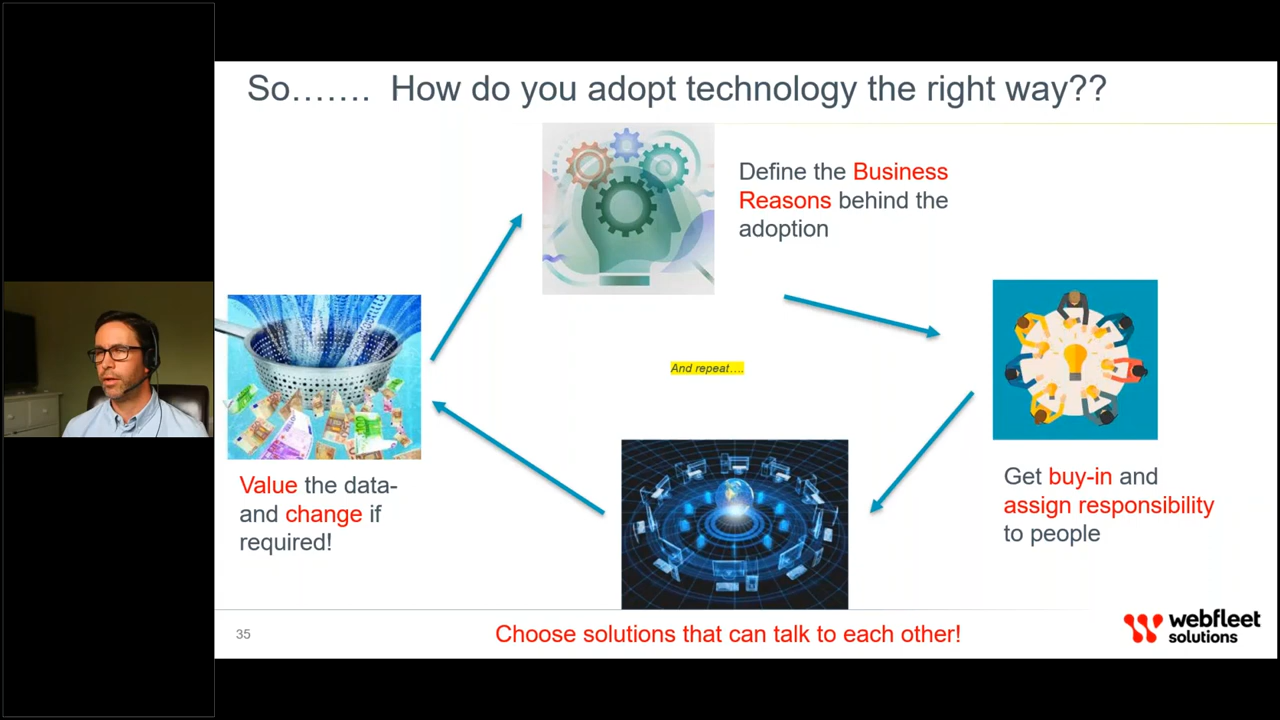 So……. How do you adopt technology the right way??
Define the Business
Reasons behind the
adoption
And repeat….
Get buy-in and
assign responsibility
to people
Value the data-
and change if
required!
35
Choose solutions that can talk to each other!
webfleet
solutions